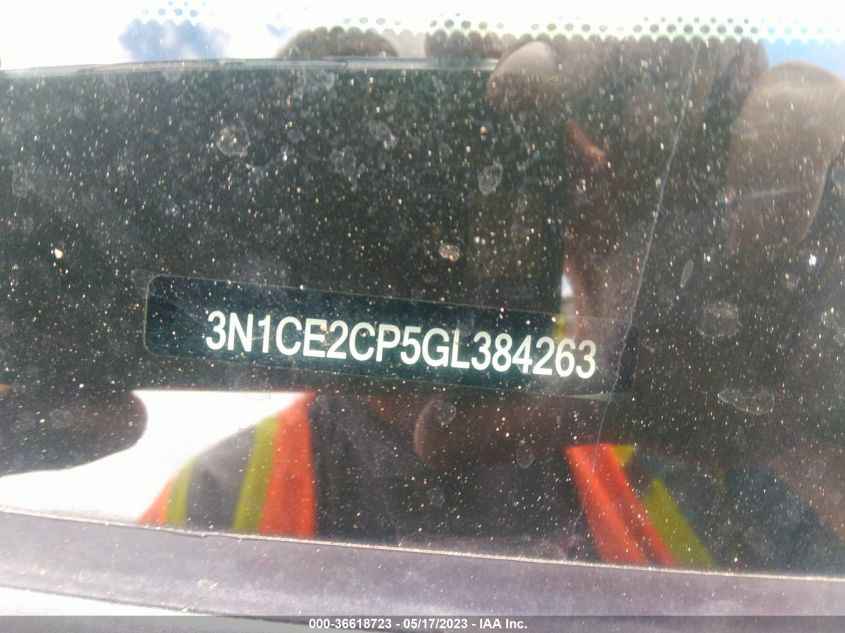 3N1CE2CP5GL384263
000-36618723 - 05/17/2023 - IAA Inc.